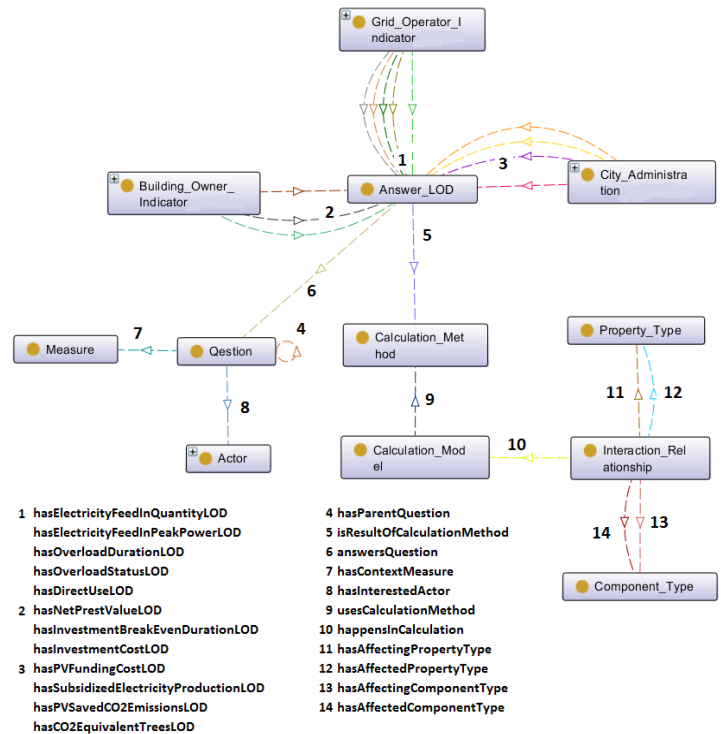 Grid_Operator_I
ndicator
1
3
Building_Owner_
Indicator
Answer_LOD
City_Administra
tion
2
5
6
4
7
Measure
Qestion
Calculation_Met
hod
Property_Type
8
9
11
12
Actor
Calculation_Mod
el
10
Interaction_Re
lationship
14
13
Component_Type
1 hasElectricityFeedInQuantityLOD
hasElectricityFeedInPeakPowerLOD
hasOverloadDurationLOD
hasOverloadStatusLOD
hasDirectUseLOD
2 hasNetPrestValueLOD
hasInvestmentBreakEvenDurationLOD
hasInvestmentCostLOD
3 hasPVFundingCostLOD
hasSubsidizedElectricityProductionLOD
hasPVSavedCO2EmissionsLOD
hasCO2EquivalentTreesLOD
4 hasParentQuestion
5 isResultOfCalculationMethod
6 answersQuestion
7 hasContextMeasure
8 hasInterestedActor
9 usesCalculationMethod
10 happensInCalculation
11 hasAffectingPropertyType
12 hasAffectedPropertyType
13 hasAffectingComponentType
14 hasAffectedComponentType